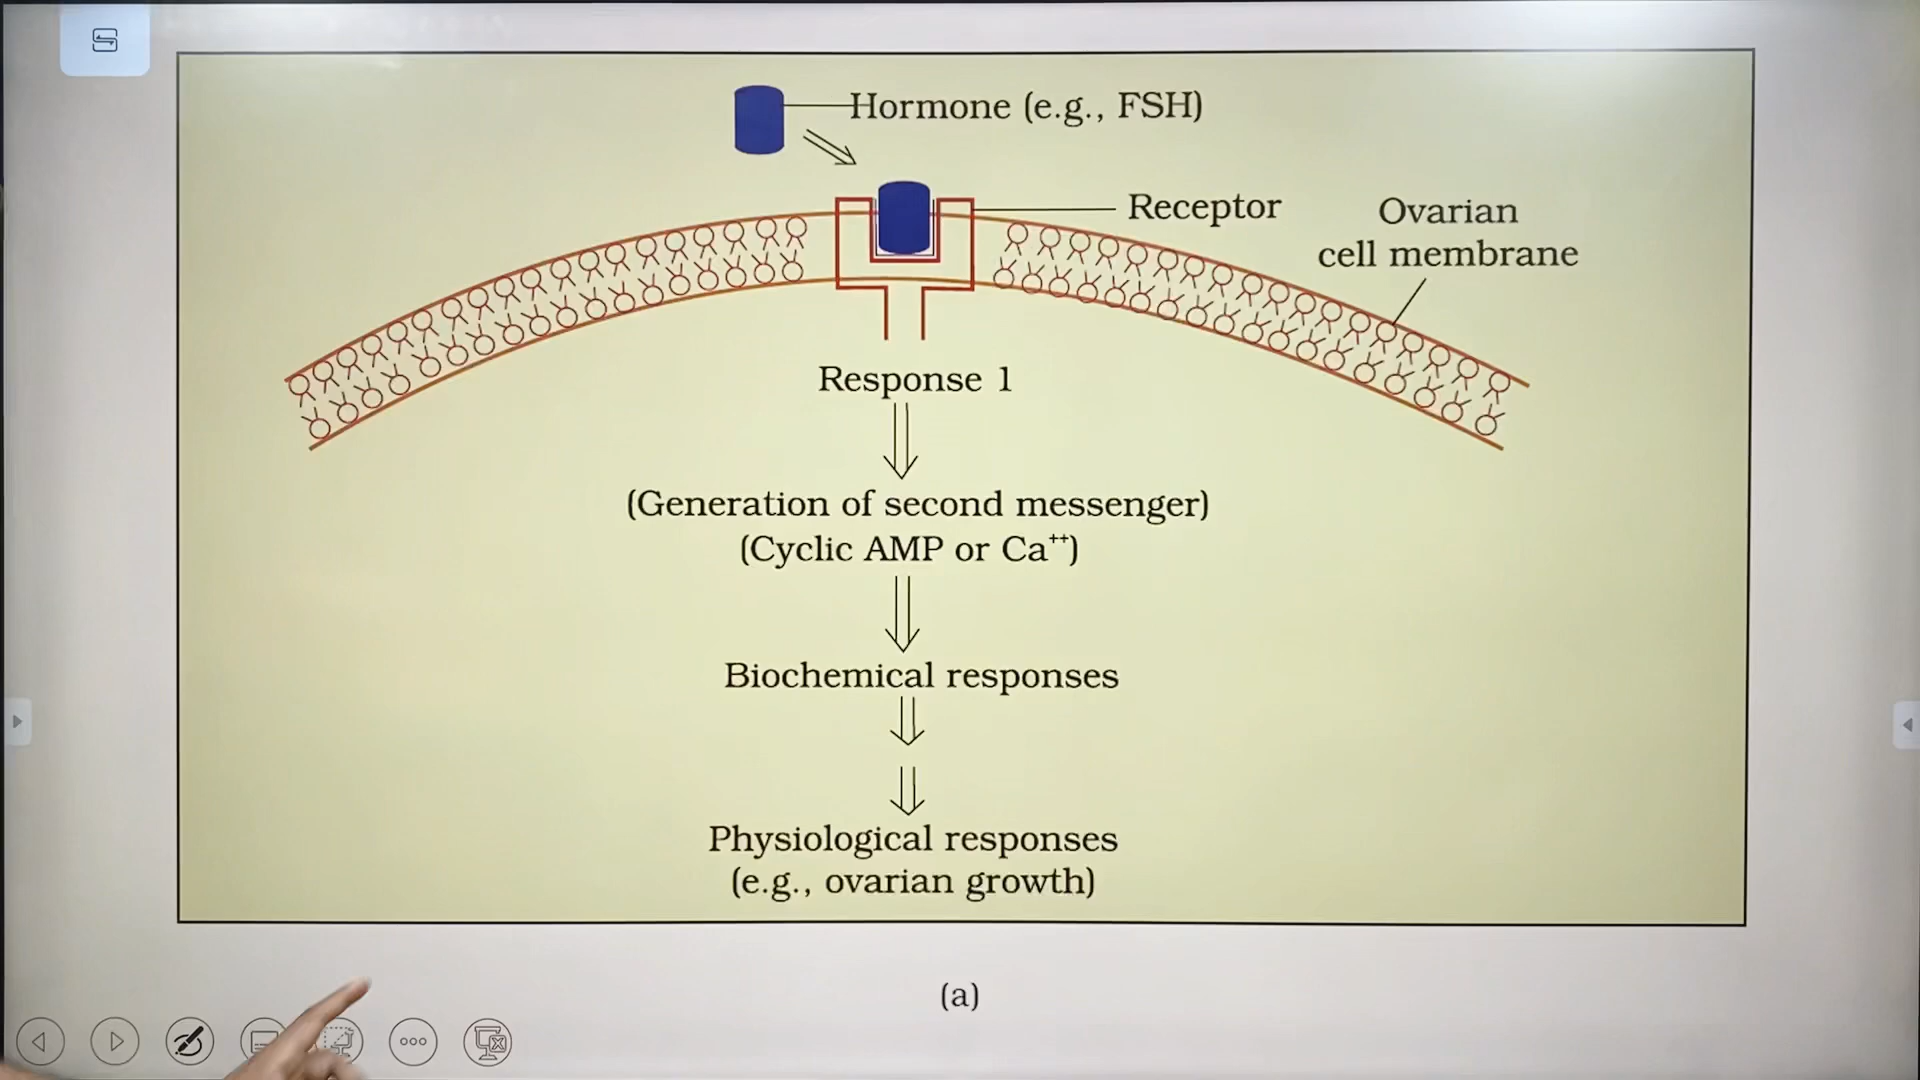 Hormone (e.g., FSH)
Receptor
Ovarian
cell membrane
Response 1
(Generation of second messenger)
(Cyclic AMP or Ca⁺⁺)
Biochemical responses
Physiological responses
(e.g., ovarian growth)
(a)